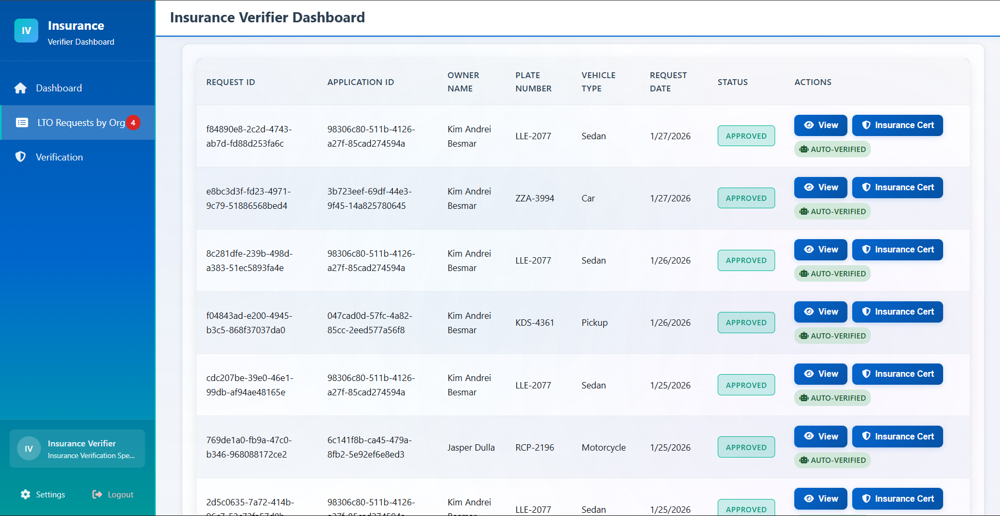 IV
Insurance
Verifier Dashboard
Dashboard
LTO Requests by Org 4
Verification
IV
Insurance Verifier
Insurance Verification Spe...
Settings
Logout
Insurance Verifier Dashboard
REQUEST ID
APPLICATION ID
OWNER
NAME
PLATE
NUMBER
VEHICLE
TYPE
REQUEST
DATE
STATUS
ACTIONS
f84890e8-2c2d-4743-
ab7d-fd88d253fa6c
98306c80-511b-4126-
a27f-85cad274594a
Kim Andrei
Besmar
LLE-2077
Sedan
1/27/2026
APPROVED
View
Insurance Cert
AUTO-VERIFIED
e8bc3d3f-fd23-4971-
9c79-51886568bed4
3b723eef-69df-44e3-
9f45-14a825780645
Kim Andrei
Besmar
ZZA-3994
Car
1/27/2026
APPROVED
View
Insurance Cert
AUTO-VERIFIED
8c281dfe-239b-498d-
a383-51ec5893fa4e
98306c80-511b-4126-
a27f-85cad274594a
Kim Andrei
Besmar
LLE-2077
Sedan
1/26/2026
APPROVED
View
Insurance Cert
AUTO-VERIFIED
f04843ad-e200-4945-
b3c5-868f37037da0
047cad0d-57fc-4a82-
85cc-2eed577a56f8
Kim Andrei
Besmar
KDS-4361
Pickup
1/26/2026
APPROVED
View
Insurance Cert
AUTO-VERIFIED
cdc207be-39e0-46e1-
99db-af94ae48165e
98306c80-511b-4126-
a27f-85cad274594a
Kim Andrei
Besmar
LLE-2077
Sedan
1/25/2026
APPROVED
View
Insurance Cert
AUTO-VERIFIED
769de1a0-fb9a-47c0-
b346-968088172ce2
6c141f8b-ca45-479a-
8fb2-5e92ef6e8ed3
Jasper Dulla
RCP-2196
Motorcycle
1/25/2026
APPROVED
View
Insurance Cert
AUTO-VERIFIED
2d5c0635-7a72-414b-
98306c80-511b-4126-
Kim Andrei
LLE-2077
Sedan
1/25/2026
APPROVED
View
Insurance Cert